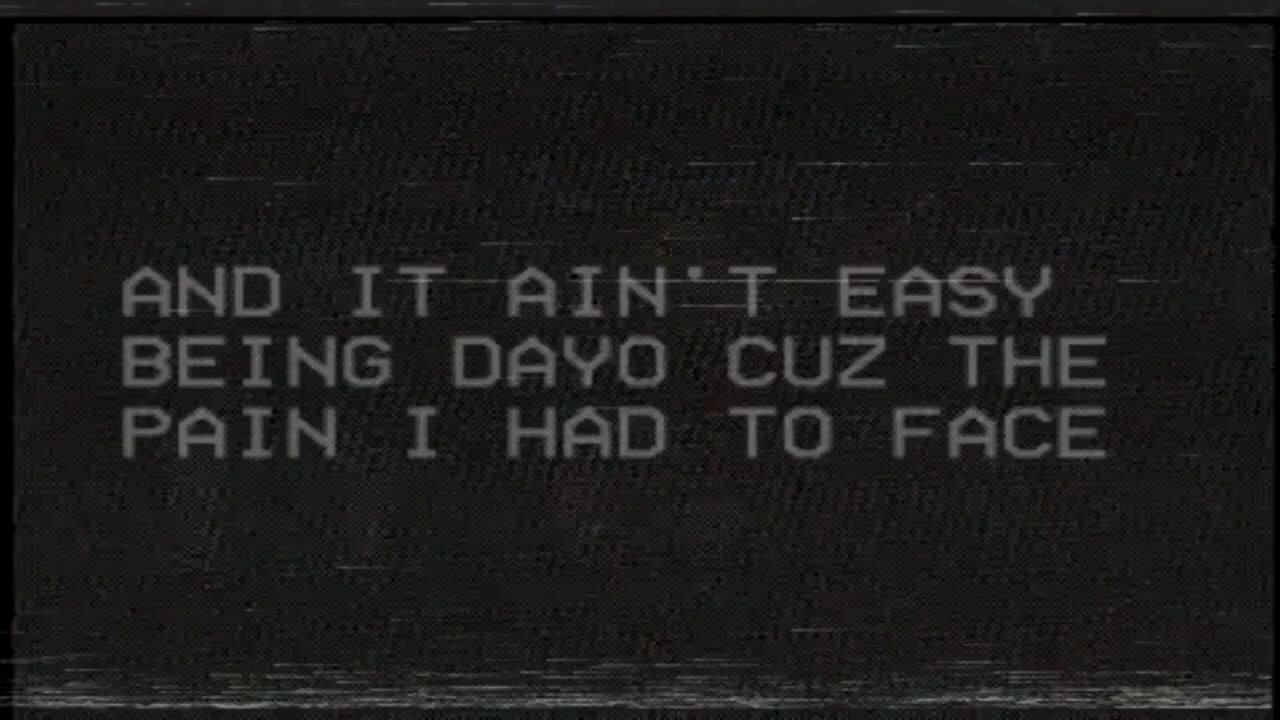 AND IT AIN'T EASY
BEING DAYO CUZ THE
PAIN I HAD TO FACE